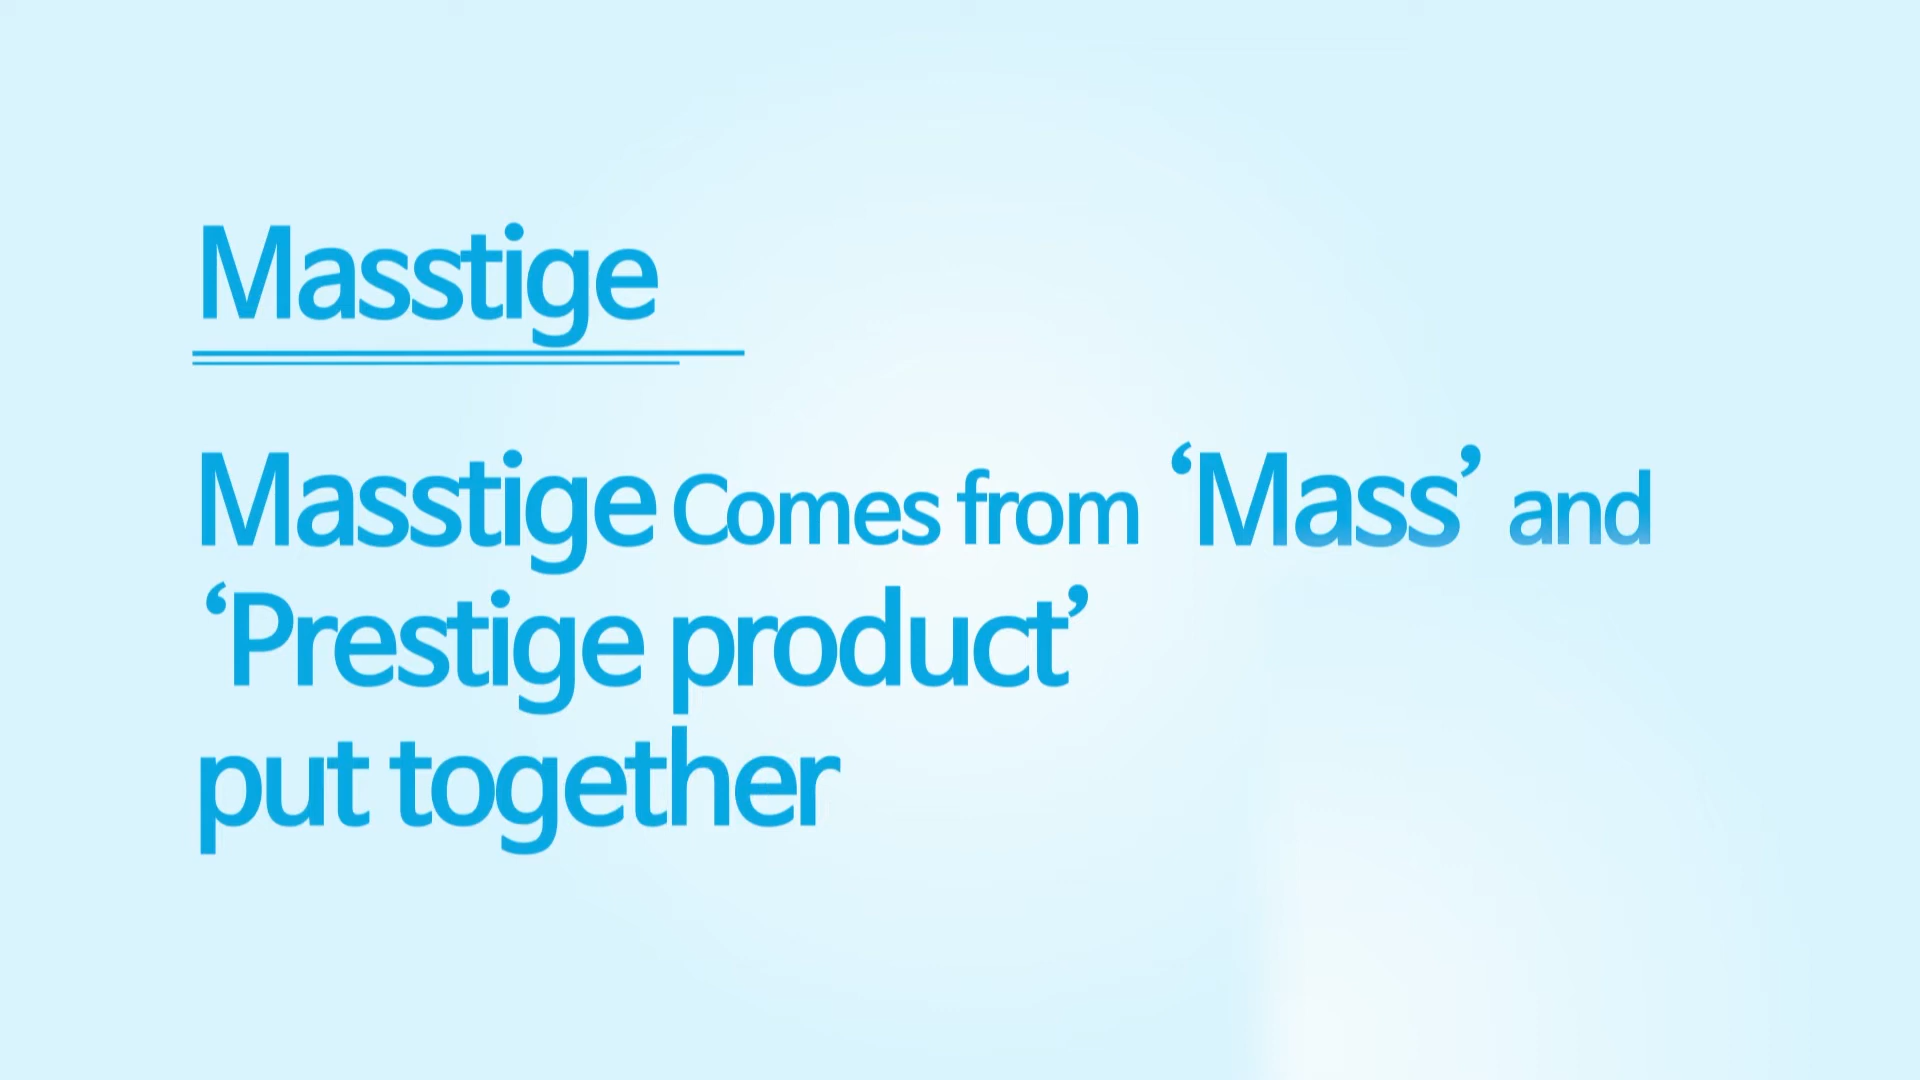 Masstige
Masstige Comes from ‘Mass’ and
‘Prestige product’
put together